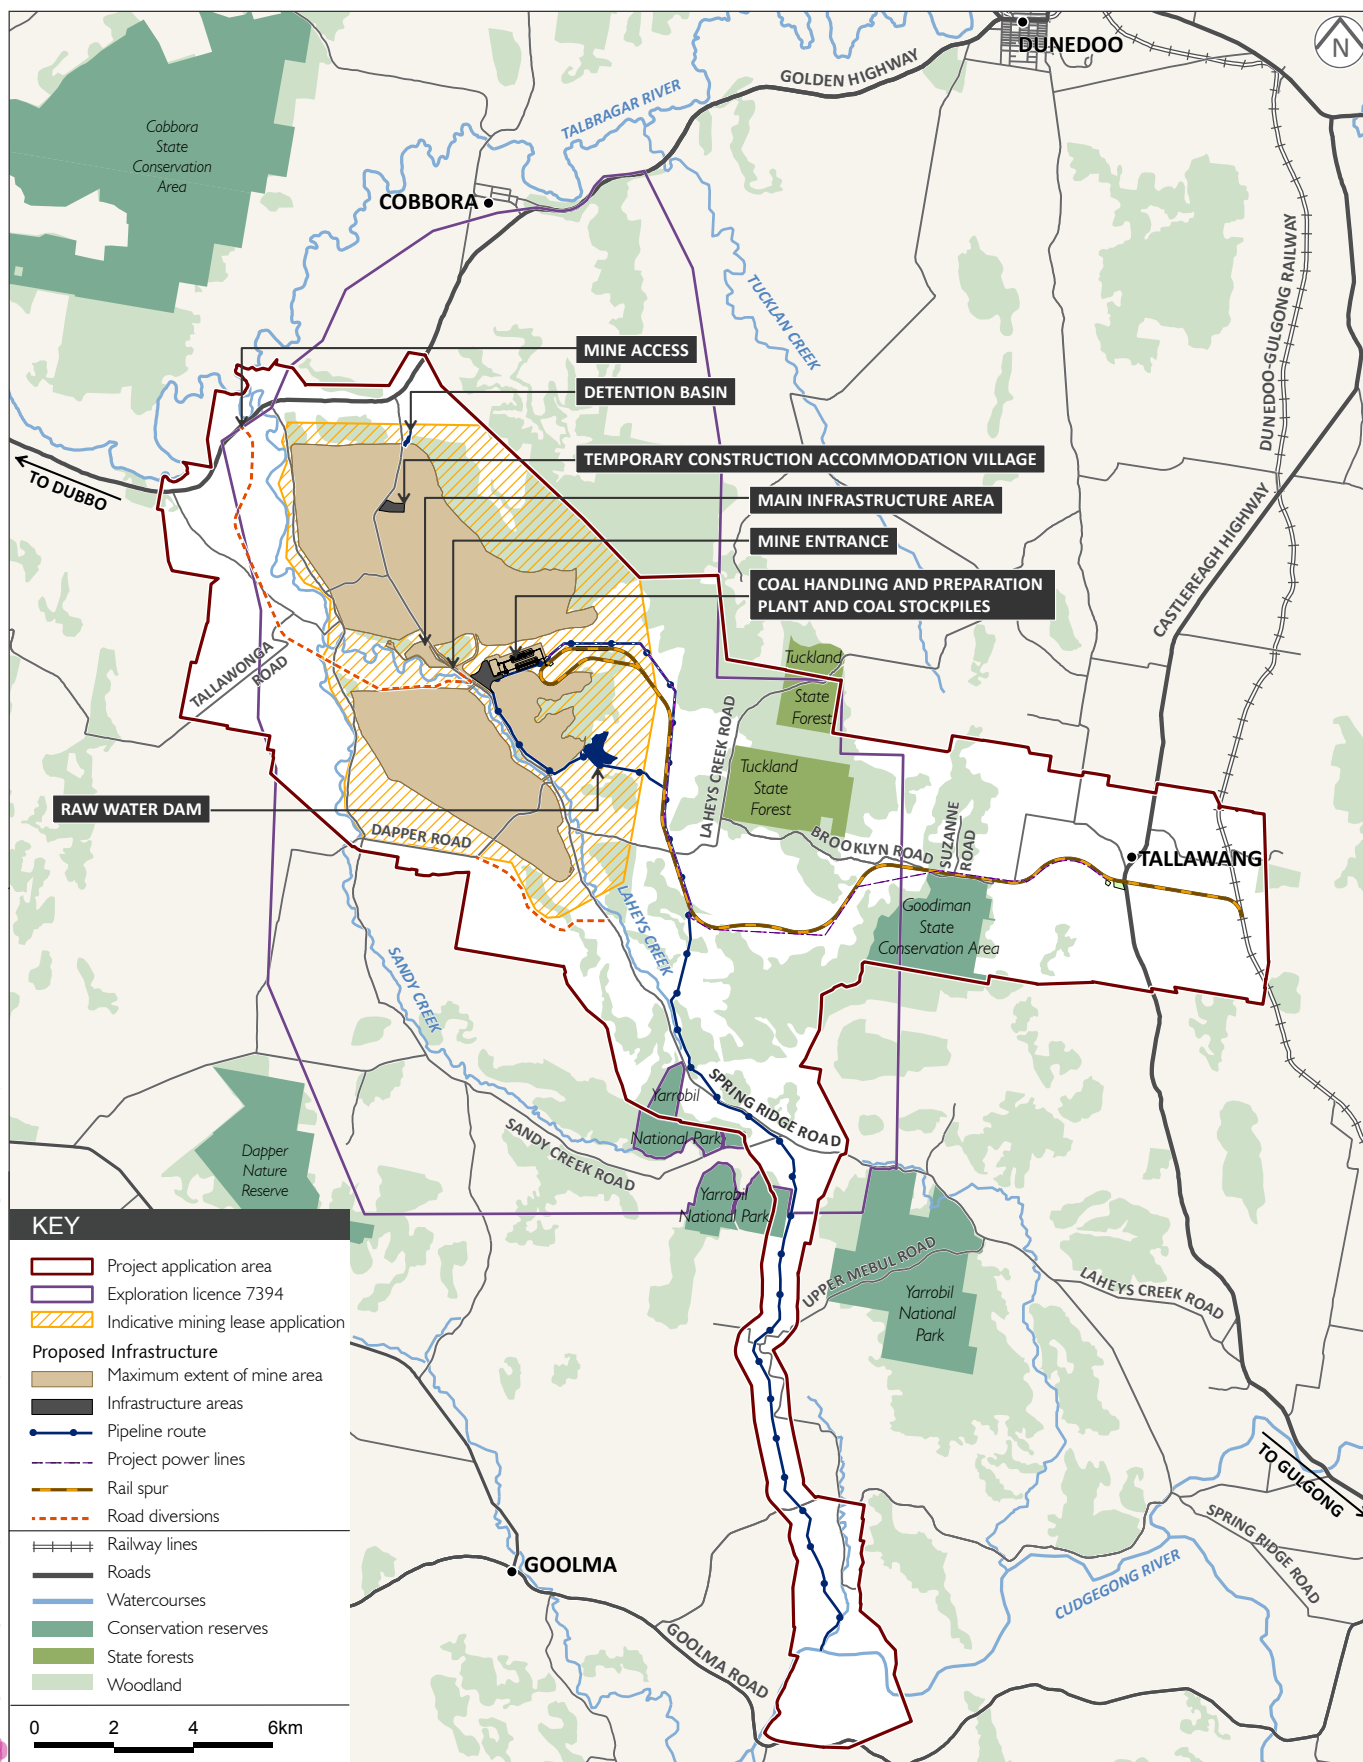 DUNEDOO
N
GOLDEN HIGHWAY
TALBRAGAR RIVER
Cobbora
State
Conservation
Area
COBBORA
TUCKLAN CREEK
DUNEDOO-GULGONG RAILWAY
MINE ACCESS
DETENTION BASIN
TEMPORARY CONSTRUCTION ACCOMMODATION VILLAGE
TO DUBBO
MAIN INFRASTRUCTURE AREA
MINE ENTRANCE
CASTLEREAGH HIGHWAY
COAL HANDLING AND PREPARATION
PLANT AND COAL STOCKPILES
TALLAWONGA
ROAD
Tuckland
State
Forest
LAHEYS CREEK ROAD
Tuckland
State
Forest
RAW WATER DAM
DAPPER ROAD
BROOKLYN ROAD
SUZANNE
ROAD
TALLAWANG
Goodiman
State
Conservation Area
LAHEYS CREEK
SANDY CREEK
SPRING RIDGE ROAD
Yarrobil
National Park
SANDY CREEK ROAD
Dapper
Nature
Reserve
Yarrobil
National Park
UPPER MEBUL ROAD
Yarrobil
National
Park
LAHEYS CREEK ROAD
KEY
Project application area
Exploration licence 7394
Indicative mining lease application
Proposed Infrastructure
Maximum extent of mine area
Infrastructure areas
Pipeline route
Project power lines
Rail spur
Road diversions
Railway lines
Roads
Watercourses
Conservation reserves
State forests
Woodland
0 2 4 6km
TO GULGONG
SPRING RIDGE ROAD
GOOLMA
CUDGEGONG RIVER
GOOLMA ROAD